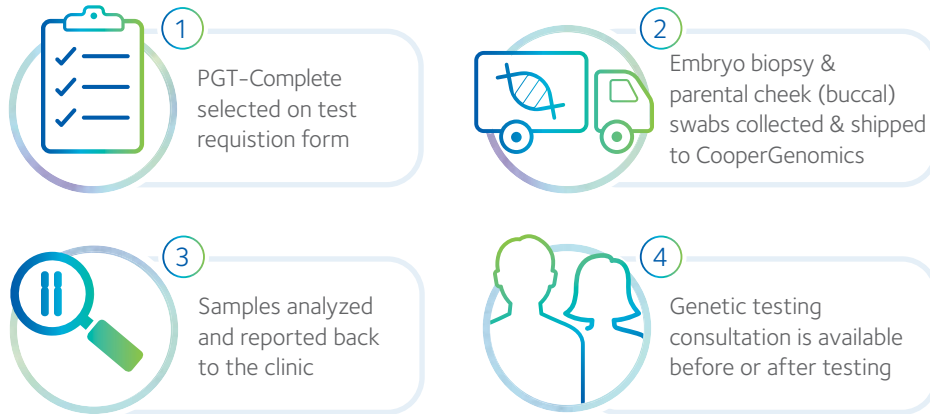 1
PGT-Complete
selected on test
requistion form
2
Embryo biopsy &
parental cheek (buccal)
swabs collected & shipped
to CooperGenomics
3
Samples analyzed
and reported back
to the clinic
4
Genetic testing
consultation is available
before or after testing